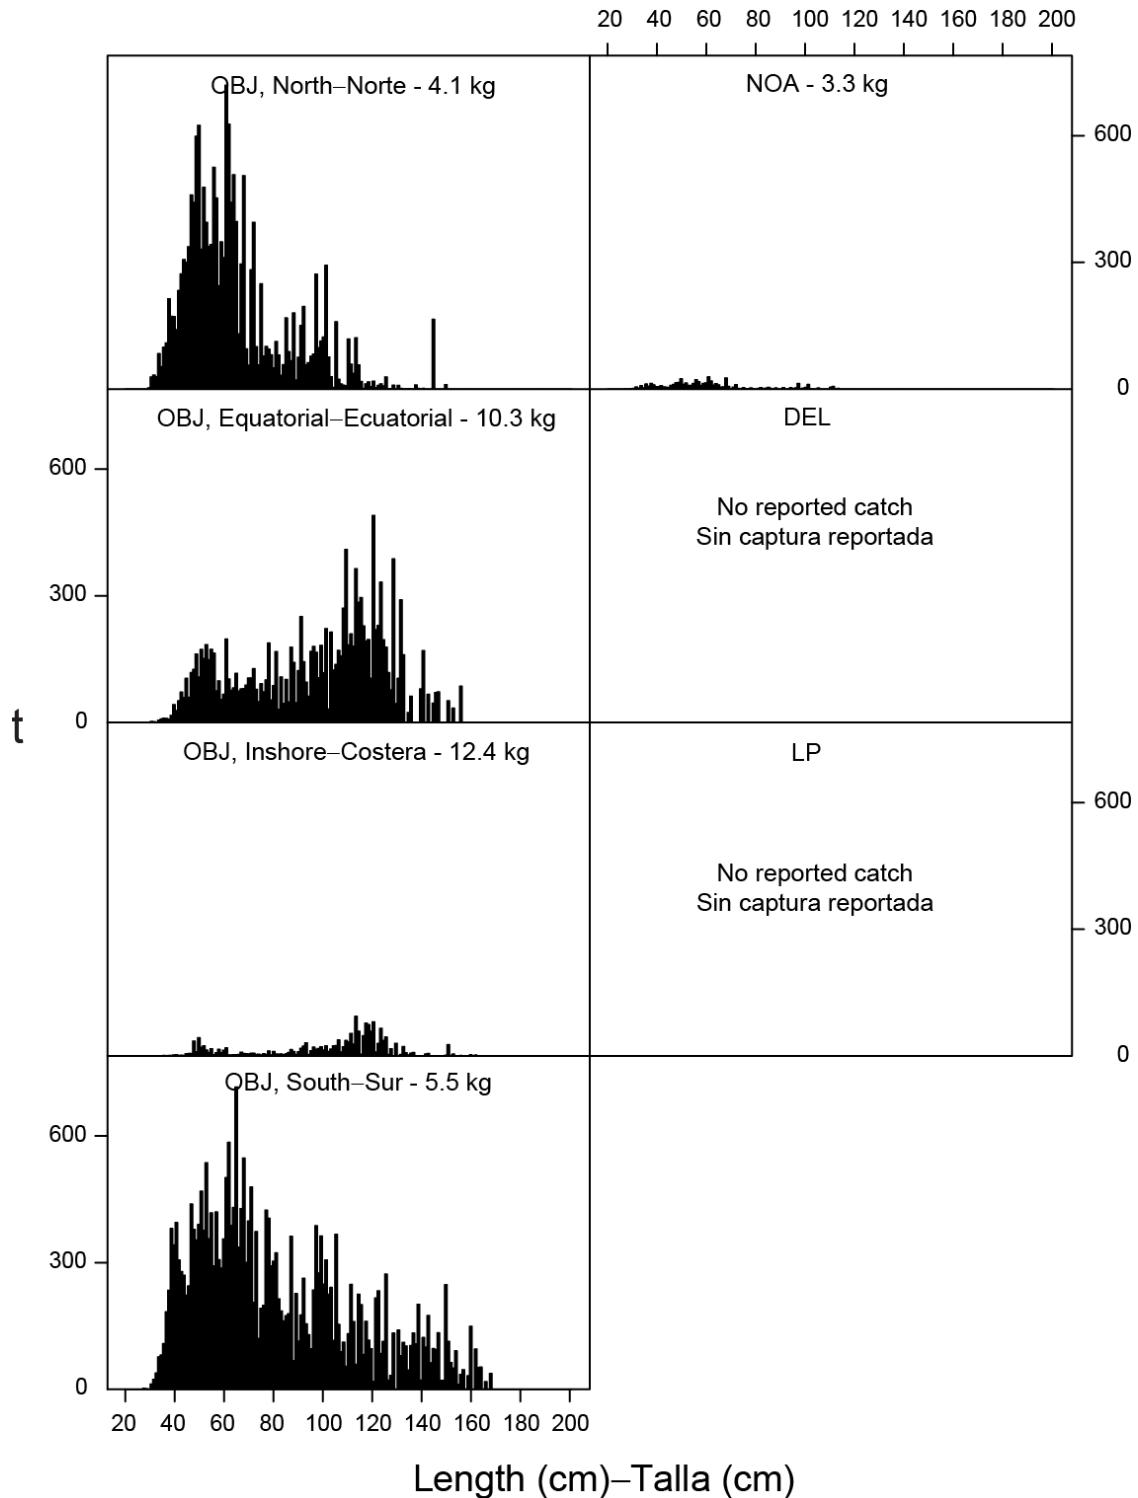 20 40 60 80 100 120 140 160 180 200
OBJ, North–Norte - 4.1 kg
NOA - 3.3 kg
600
300
0
OBJ, Equatorial–Ecuatorial - 10.3 kg
DEL
600
No reported catch
Sin captura reportada
300
0
t
OBJ, Inshore–Costera - 12.4 kg
LP
600
No reported catch
Sin captura reportada
300
0
OBJ, South–Sur - 5.5 kg
600
300
0
20 40 60 80 100 120 140 160 180 200
Length (cm)–Talla (cm)